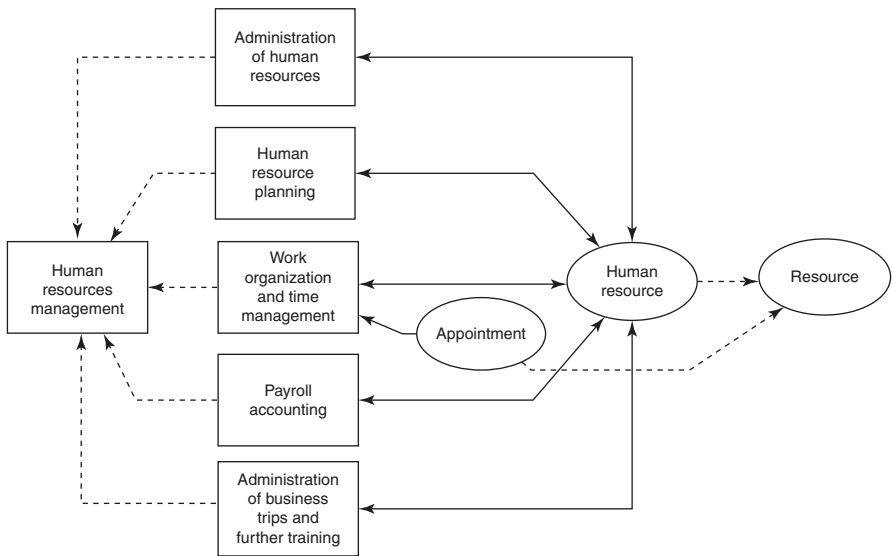 Administration
of human
resources
Human
resource
planning
Human
resources
management
Work
organization
and time
management
Human
resource
Resource
Appointment
Payroll
accounting
Administration
of business
trips and
further training